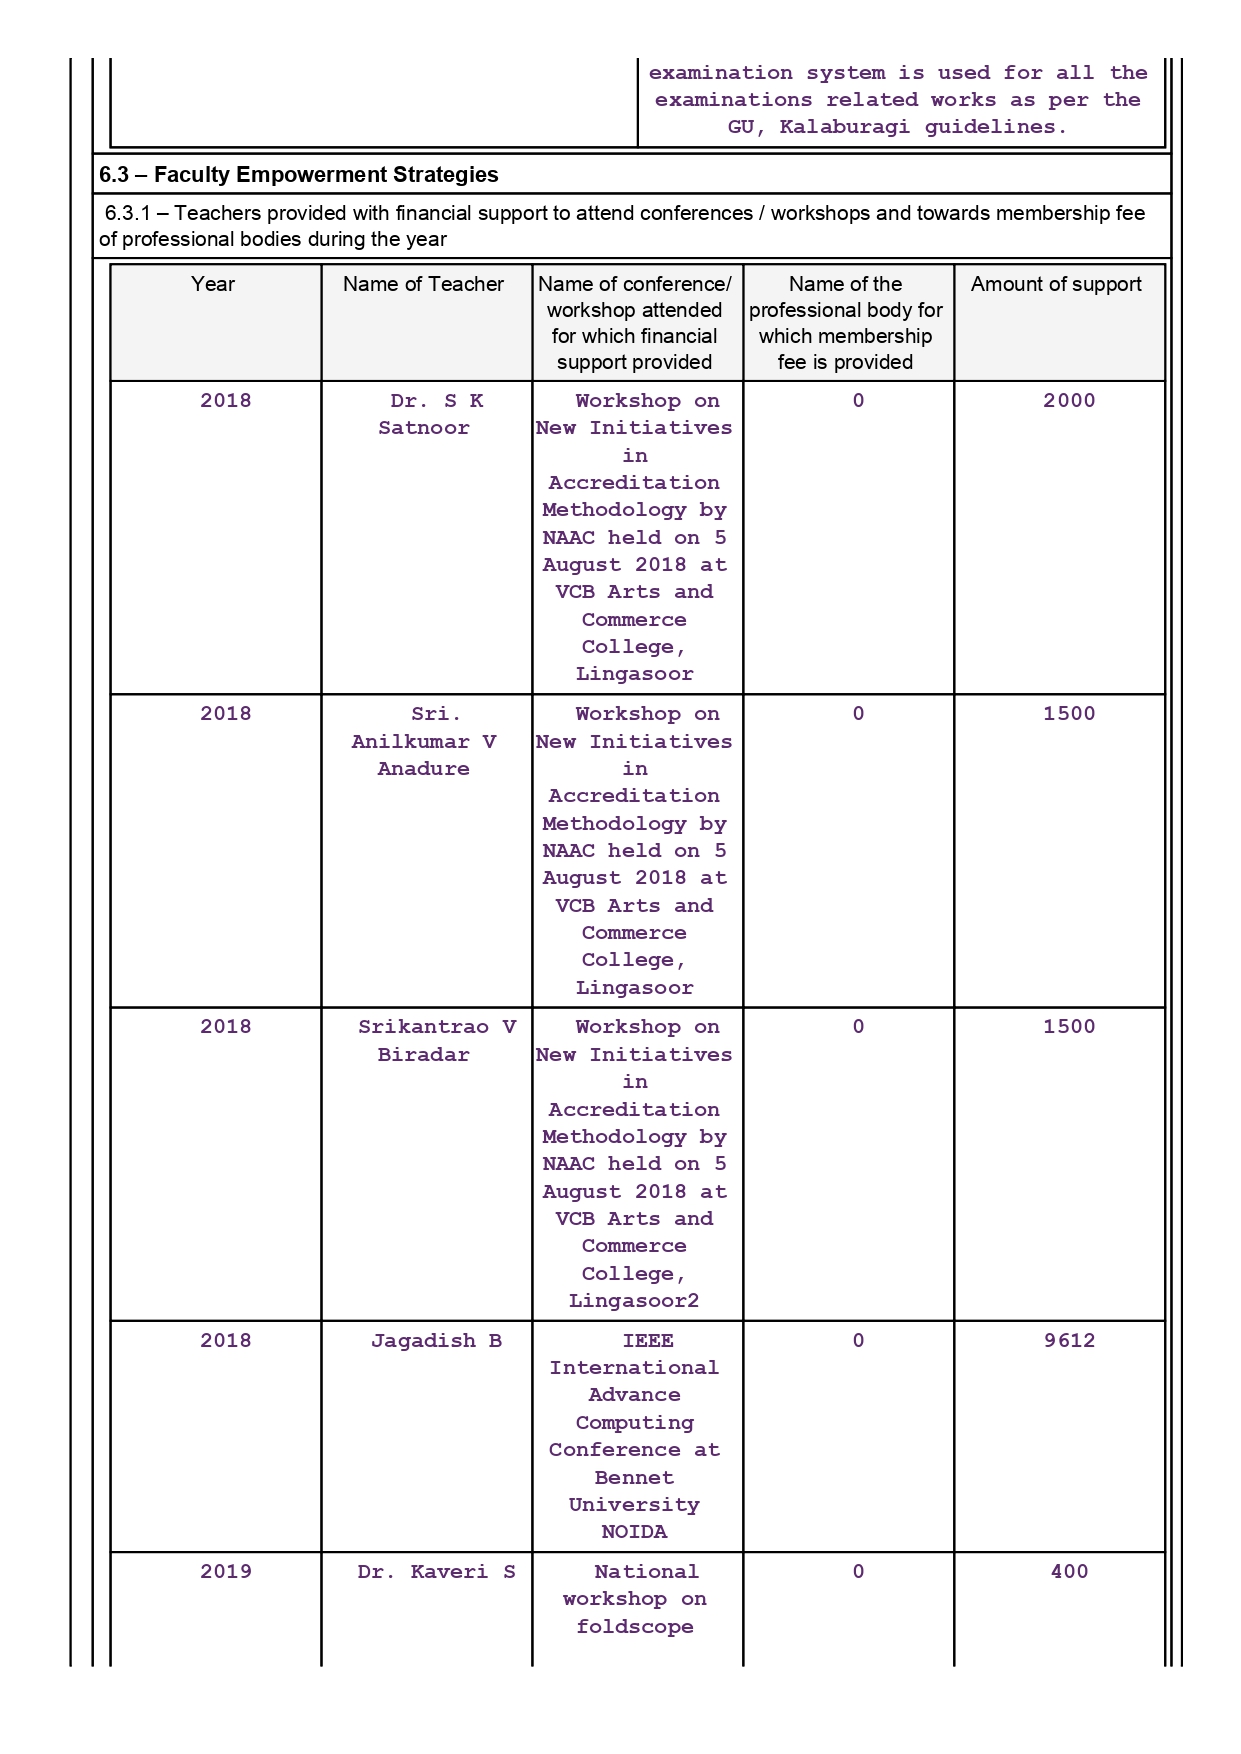 examination system is used for all the
examinations related works as per the
GU, Kalaburagi guidelines.
6.3 – Faculty Empowerment Strategies
6.3.1 – Teachers provided with financial support to attend conferences / workshops and towards membership fee
of professional bodies during the year
Year
Name of Teacher
Name of conference/
workshop attended
for which financial
support provided
Name of the
professional body for
which membership
fee is provided
Amount of support
2018
Dr. S K
Satnoor
Workshop on
New Initiatives
in
Accreditation
Methodology by
NAAC held on 5
August 2018 at
VCB Arts and
Commerce
College,
Lingasoor
0
2000
2018
Sri.
Anilkumar V
Anadure
Workshop on
New Initiatives
in
Accreditation
Methodology by
NAAC held on 5
August 2018 at
VCB Arts and
Commerce
College,
Lingasoor
0
1500
2018
Srikantrao V
Biradar
Workshop on
New Initiatives
in
Accreditation
Methodology by
NAAC held on 5
August 2018 at
VCB Arts and
Commerce
College,
Lingasoor2
0
1500
2018
Jagadish B
IEEE
International
Advance
Computing
Conference at
Bennet
University
NOIDA
0
9612
2019
Dr. Kaveri S
National
workshop on
foldscope
0
400